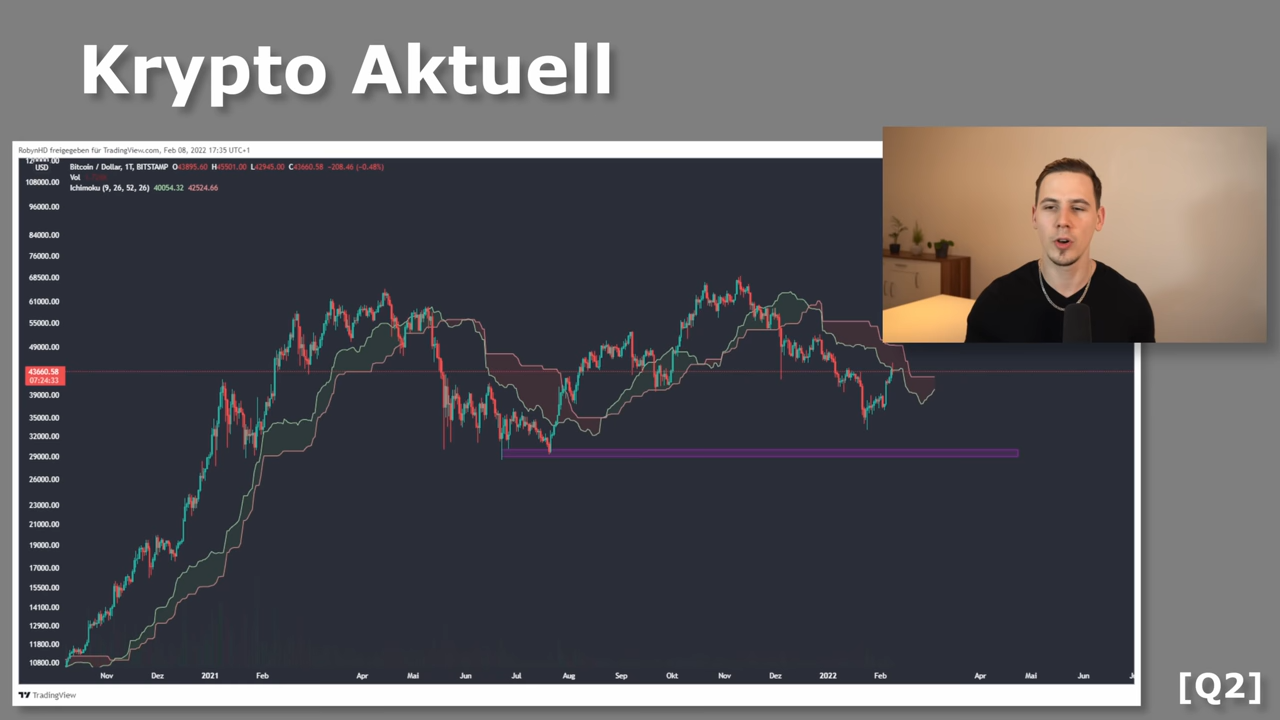 Krypto Aktuell
RobynHD freigegeben für TradingView.com, Feb 08, 2022 17:35 UTC+1
120000.00
USD
Bitcoin / Dollar, 1T, BITSTAMP O43895.60 H45501.00 L42945.00 C43660.58 −208.46 (−0.48%)
Vol
Ichimoku (9, 26, 52, 26) 40054.32 42524.66
108000.00
96000.00
84000.00
76000.00
68500.00
61000.00
55000.00
49000.00
43660.58
07:24:33
39000.00
35000.00
32000.00
29000.00
26000.00
23000.00
21000.00
19000.00
17000.00
15500.00
14100.00
12900.00
11800.00
10800.00
Nov Dez 2021 Feb Apr Mai Jun Jul Aug Sep Okt Nov Dez 2022 Feb Apr Mai Jun
TradingView
[Q2]